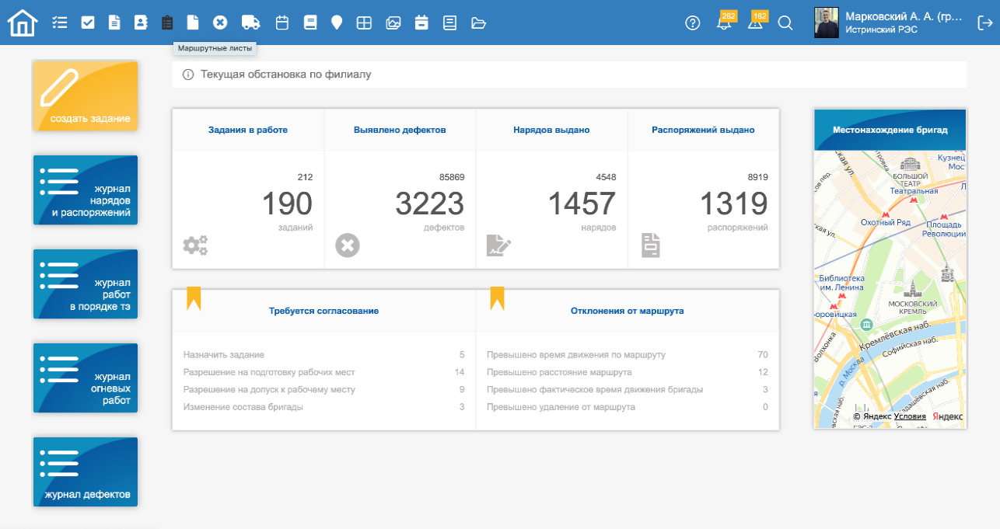 262
162
Марковский А. А. (гр...
Истринский РЭС
Маршрутные листы
Текущая обстановка по филиалу
создать задание
журнал
нарядов
и распоряжений
журнал
работ
в порядке тэ
журнал
огневых
работ
журнал дефектов
Задания в работе
212
190
заданий
Выявлено дефектов
85869
3223
дефектов
Нарядов выдано
4548
1457
нарядов
Распоряжений выдано
8919
1319
распоряжений
Требуется согласование
Назначить задание 5
Разрешение на подготовку рабочих мест 14
Разрешение на допуск к рабочему месту 9
Изменение состава бригады 3
Отклонения от маршрута
Превышено время движения по маршруту 70
Превышено расстояние маршрута 12
Превышено фактическое время движения бригады 3
Превышено удаление от маршрута 0
Местонахождение бригад
Кузнец
Мос
БОЛЬШОЙ
ТЕАТР
Театральная
Охотный Ряд
Площадь
Революции
Библиотека
им. Ленина
МОСКОВСКИЙ
КРЕМЛЬ
оровицкая
Кремлёвская наб.
Софийская наб.
р. Москва
© Яндекс Условия Яндекс